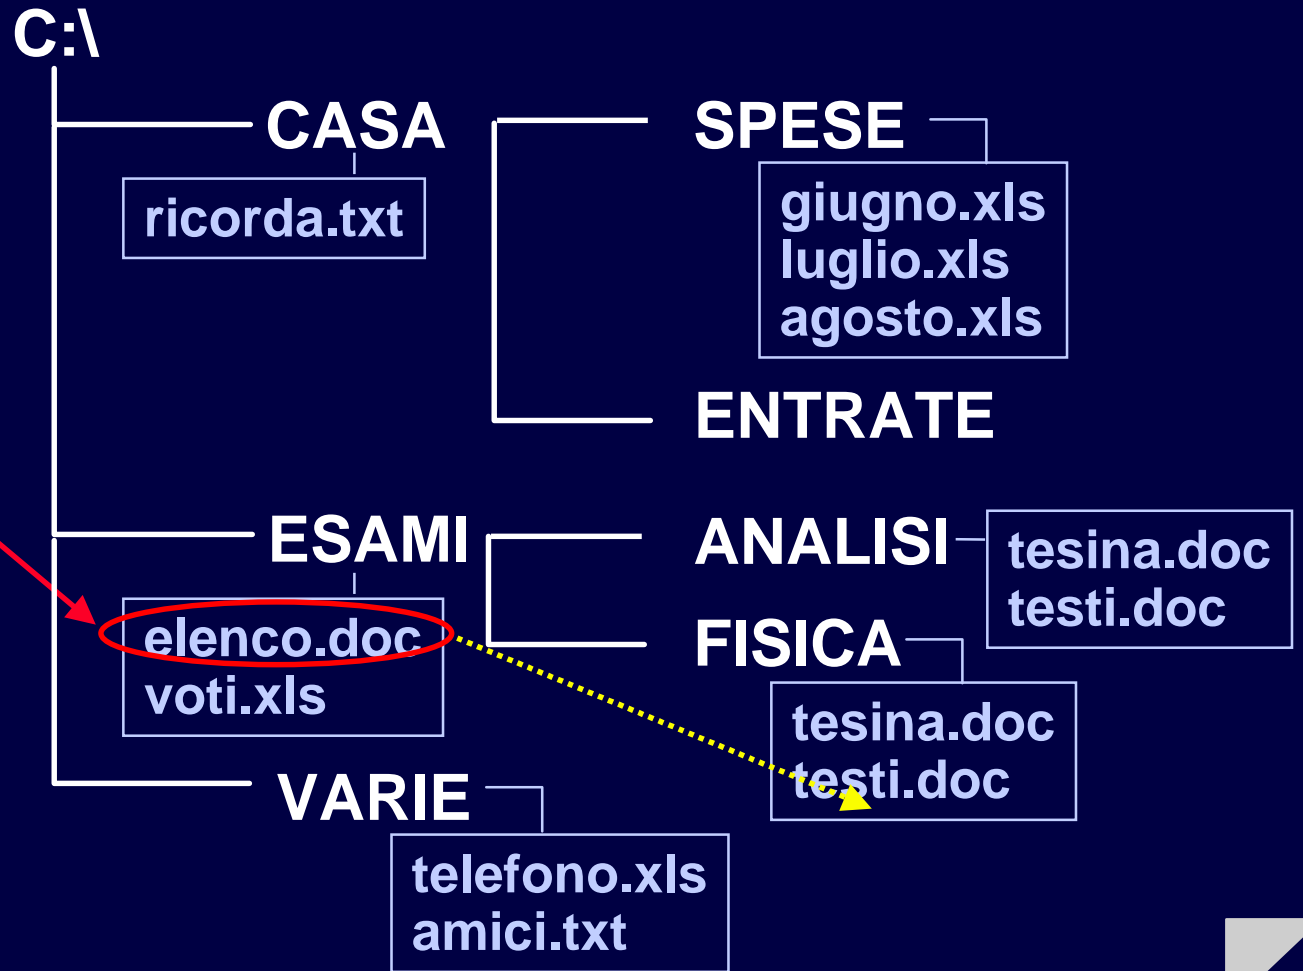 C:\
CASA
ricorda.txt
SPESE
giugno.xls
luglio.xls
agosto.xls
ENTRATE
ESAMI
elenco.doc
voti.xls
ANALISI
tesina.doc
testi.doc
FISICA
tesina.doc
testi.doc
VARIE
telefono.xls
amici.txt